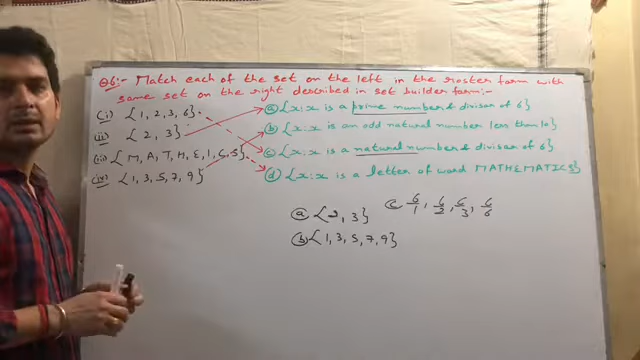 Q6:- Match each of the set on the left in the roster form with
same set on the right described in set builder form:-
(i) {1, 2, 3, 6}
(ii) {2, 3}
(iii) {M, A, T, H, E, I, C, S}
(iv) {1, 3, 5, 7, 9}
(a) {x : x is a prime number & divisor of 6}
(b) {x : x is an odd natural number less than 10}
(c) {x : x is a natural number & divisor of 6}
(d) {x : x is a letter of word MATHEMATICS}
(a) {2, 3}
(b) {1, 3, 5, 7, 9}
(c) 6/1, 6/2, 6/3, 6/6